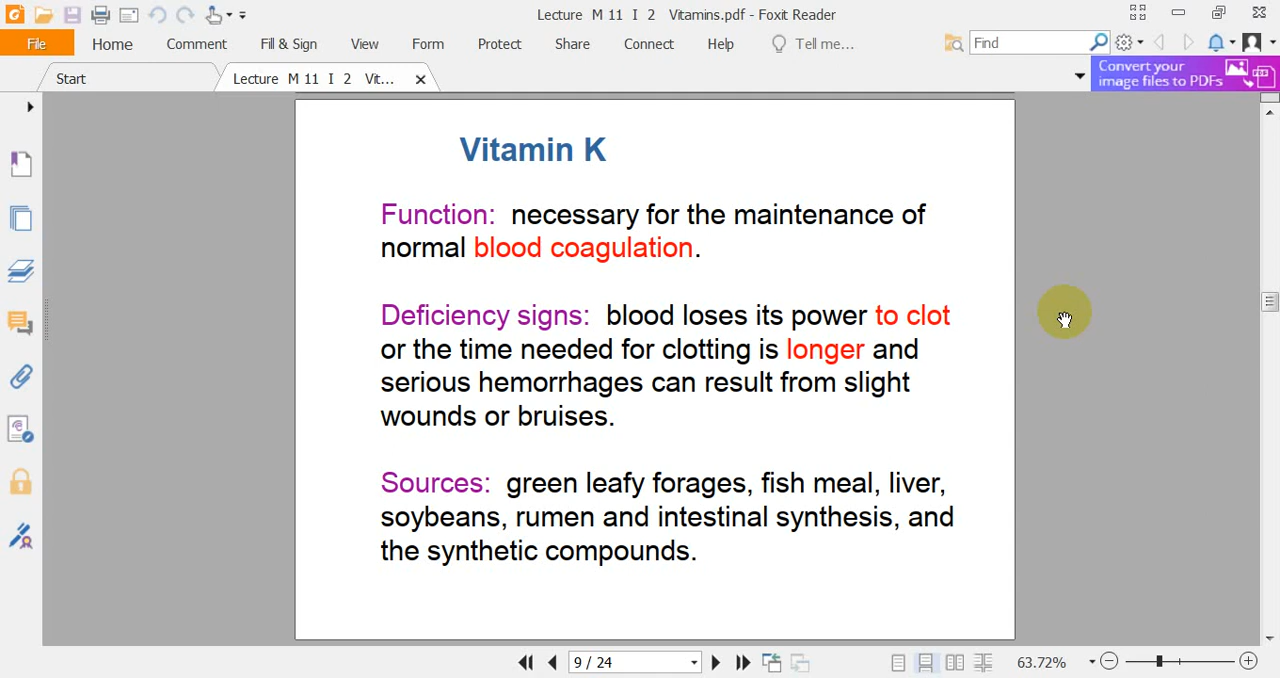 Lecture M 11 I 2 Vitamins.pdf - Foxit Reader
File Home Comment Fill & Sign View Form Protect Share Connect Help Tell me... Find
Start Lecture M 11 I 2 Vit... Convert your
image files to PDFs
Vitamin K
Function: necessary for the maintenance of
normal blood coagulation.
Deficiency signs: blood loses its power to clot
or the time needed for clotting is longer and
serious hemorrhages can result from slight
wounds or bruises.
Sources: green leafy forages, fish meal, liver,
soybeans, rumen and intestinal synthesis, and
the synthetic compounds.
9 / 24 63.72%